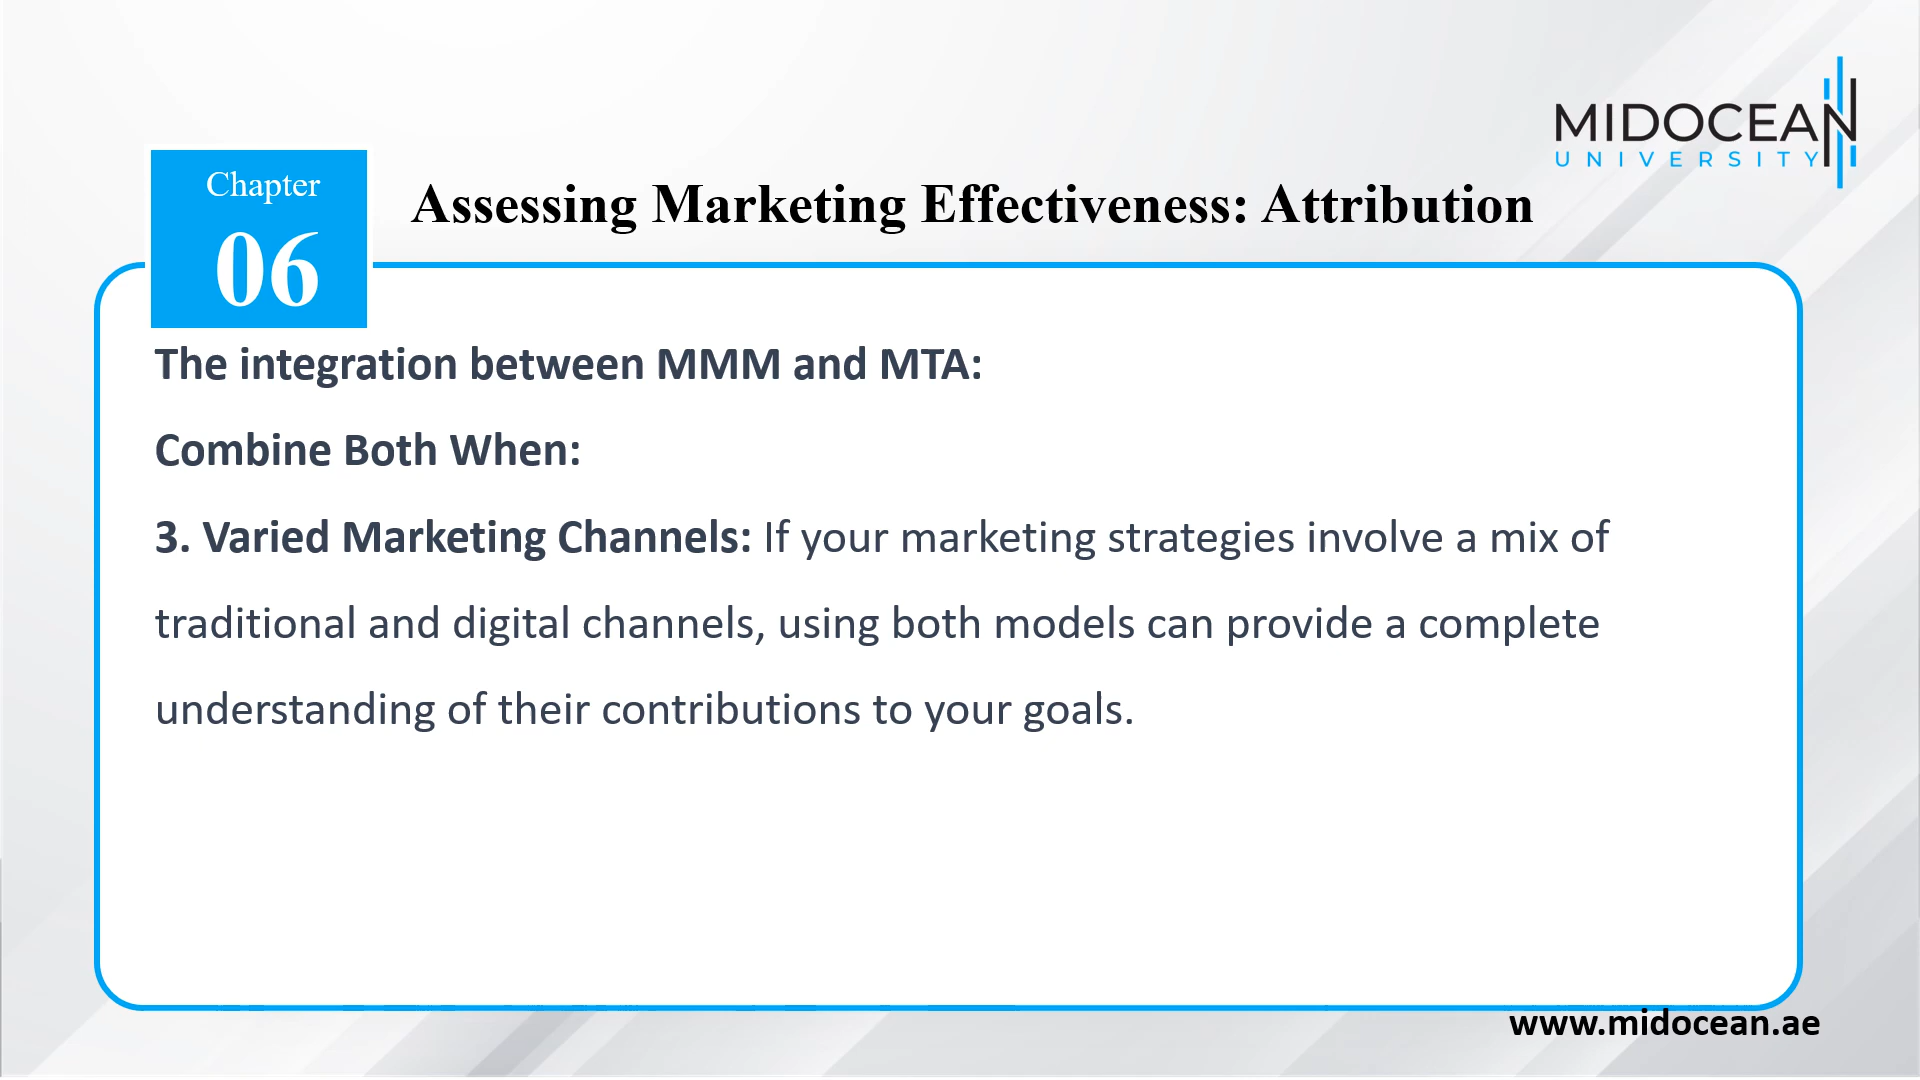 MIDOCEAN
UNIVERSITY
Chapter
06
Assessing Marketing Effectiveness: Attribution
The integration between MMM and MTA:
Combine Both When:
3. Varied Marketing Channels: If your marketing strategies involve a mix of
traditional and digital channels, using both models can provide a complete
understanding of their contributions to your goals.
www.midocean.ae